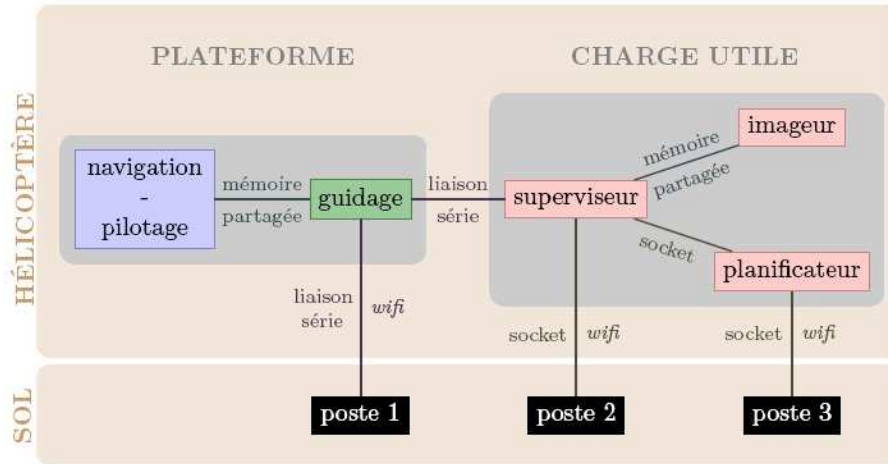 PLATEFORME
CHARGE UTILE
HÉLICOPTÈRE
imageur
navigation
-
pilotage
mémoire
partagée
guidage
liaison
série
superviseur
mémoire
partagée
socket
planificateur
liaison
série
wifi
socket
wifi
socket
wifi
SOL
poste 1
poste 2
poste 3